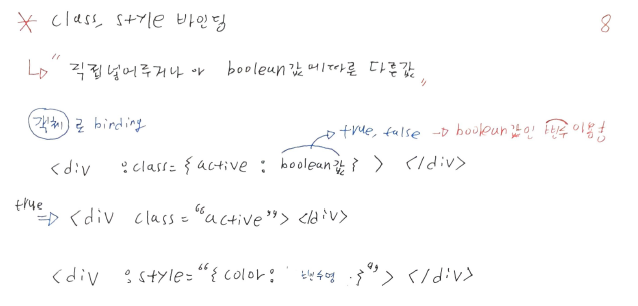 * class, style 바인딩 8
↳ " 직접넣어주거나 or boolean값에따른 다른값 "
객체 로 binding
true, false → boolean값인 변수 이용
<div :class={active : boolean값} > </div>
true ⇒ <div class="active"> </div>
<div :style="{color: 변수명 }"> </div>